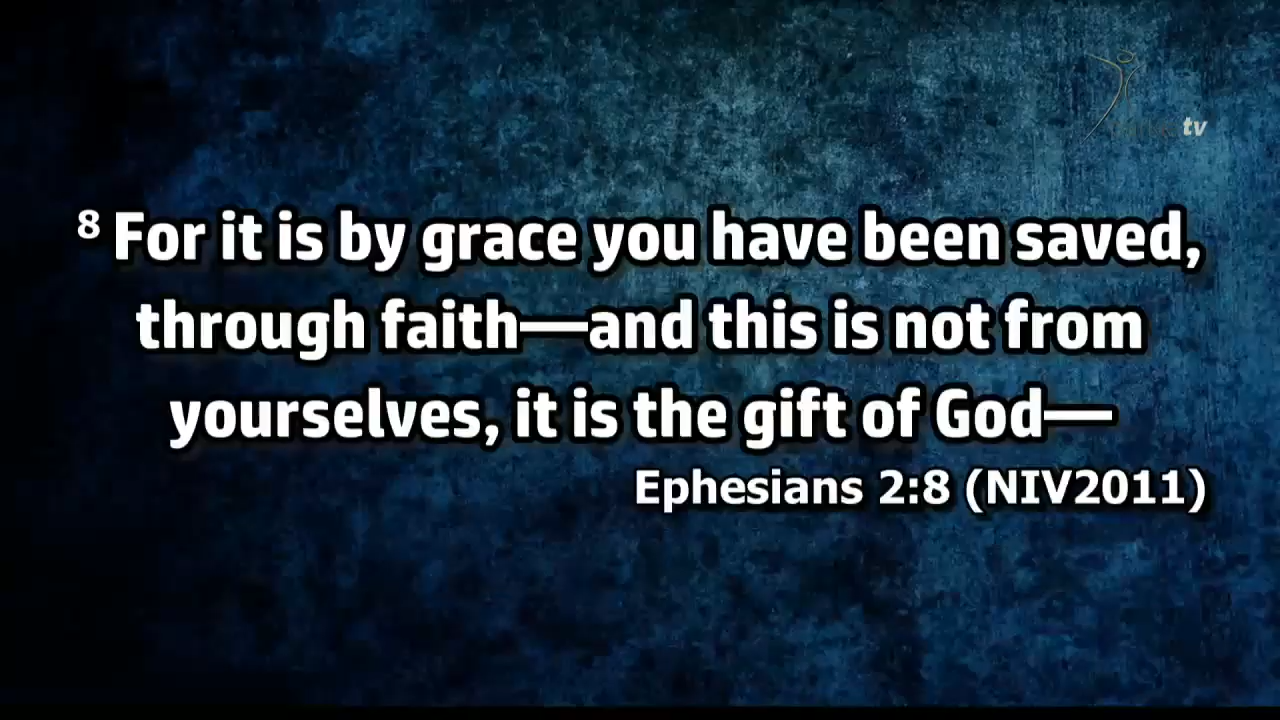 tv
⁸ For it is by grace you have been saved,
through faith—and this is not from
yourselves, it is the gift of God—
Ephesians 2:8 (NIV2011)